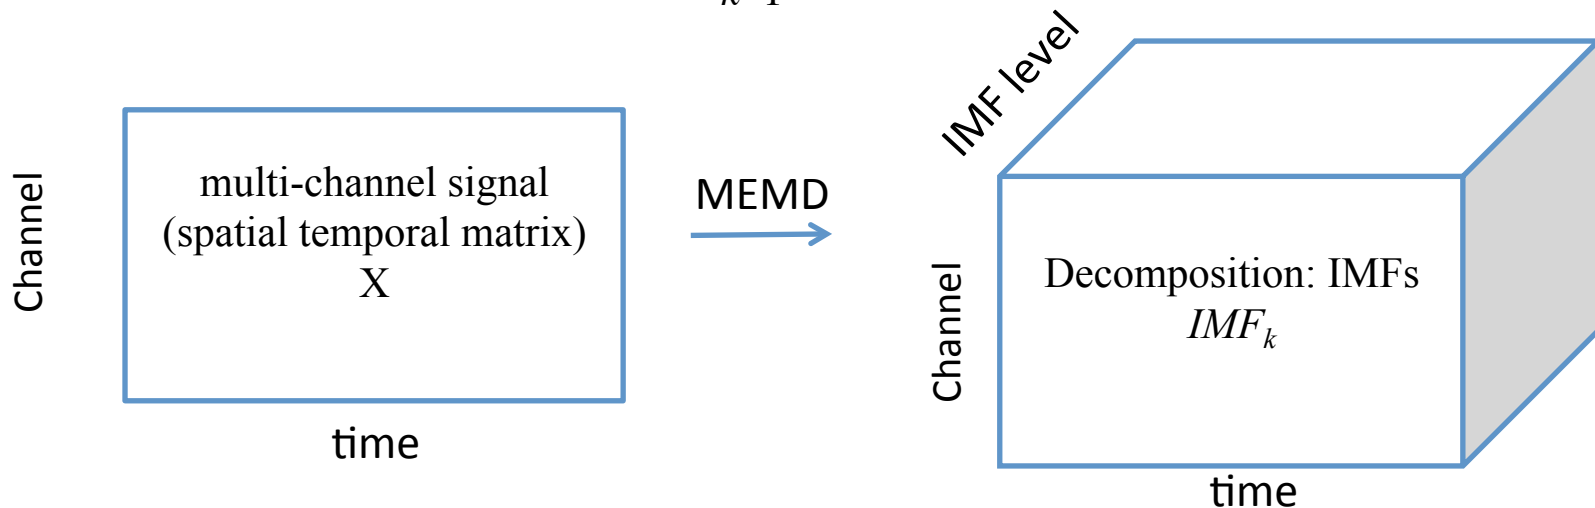 Channel
multi-channel signal
(spatial temporal matrix)
X
time
MEMD
IMF level
Channel
Decomposition: IMFs
IMF_k
time